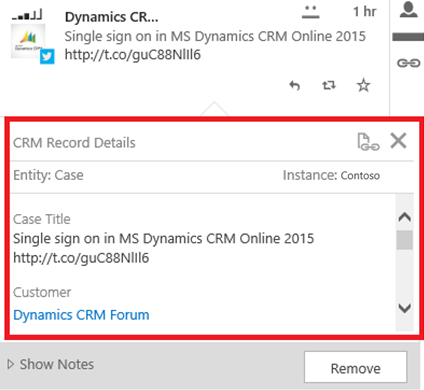 Dynamics CR...
1 hr
Single sign on in MS Dynamics CRM Online 2015
http://t.co/guC88NlIl6
CRM Record Details
Entity: Case
Instance: Contoso
Case Title
Single sign on in MS Dynamics CRM Online 2015
http://t.co/guC88NlIl6
Customer
Dynamics CRM Forum
Show Notes
Remove